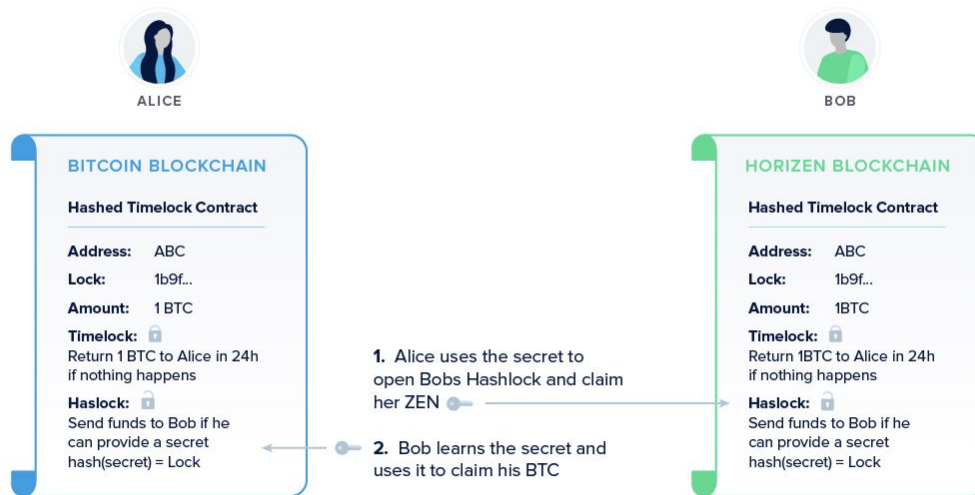 ALICE
BOB
BITCOIN BLOCKCHAIN
Hashed Timelock Contract
Address: ABC
Lock: 1b9f...
Amount: 1 BTC
Timelock:
Return 1 BTC to Alice in 24h
if nothing happens
Haslock:
Send funds to Bob if he
can provide a secret
hash(secret) = Lock
1. Alice uses the secret to
open Bobs Hashlock and claim
her ZEN
2. Bob learns the secret and
uses it to claim his BTC
HORIZEN BLOCKCHAIN
Hashed Timelock Contract
Address: ABC
Lock: 1b9f...
Amount: 1BTC
Timelock:
Return 1BTC to Alice in 24h
if nothing happens
Haslock:
Send funds to Bob if he
can provide a secret
hash(secret) = Lock